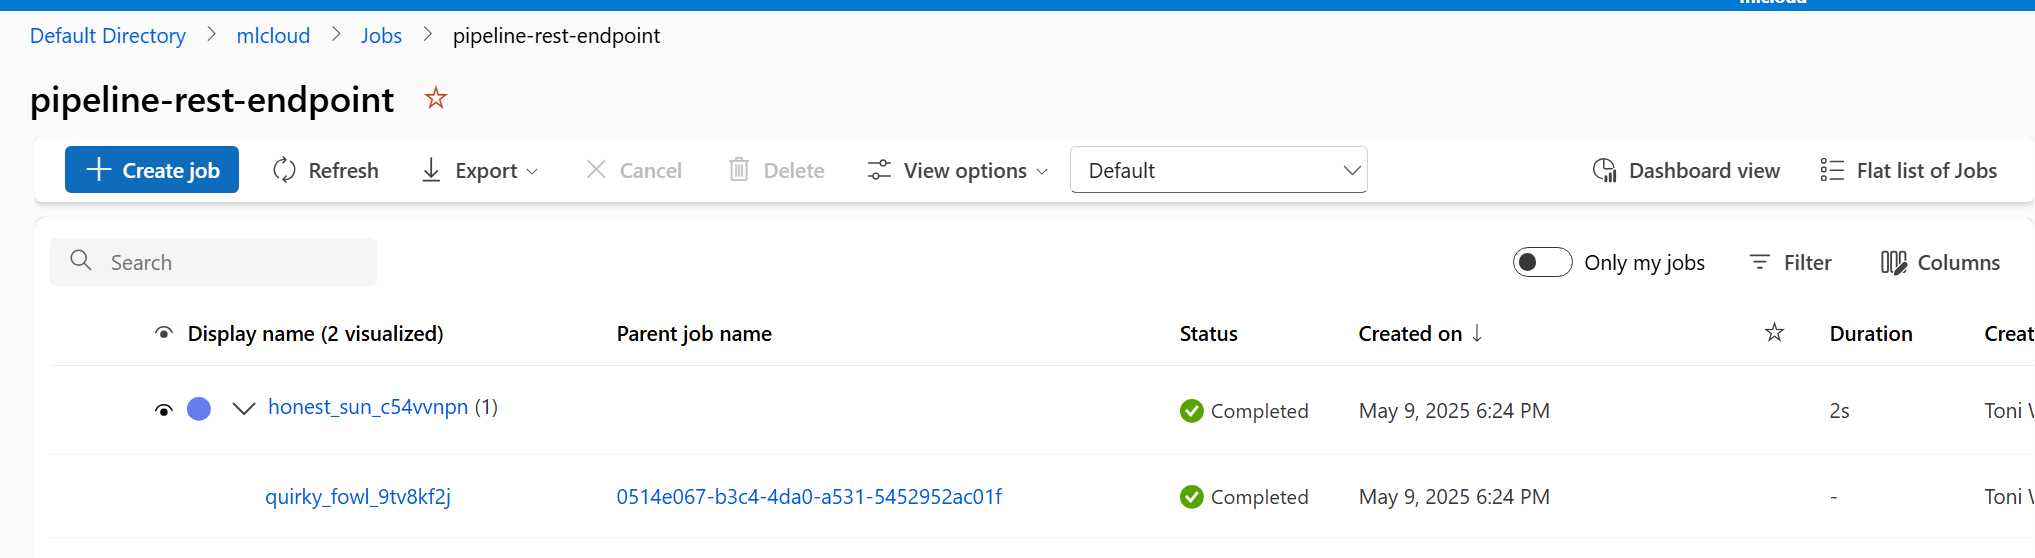 Default Directory > mlcloud > Jobs > pipeline-rest-endpoint
pipeline-rest-endpoint
Create job Refresh Export Cancel Delete View options Default Dashboard view Flat list of Jobs
Search Only my jobs Filter Columns
Display name (2 visualized) Parent job name Status Created on ↓ Duration
honest_sun_c54vvnpn (1) Completed May 9, 2025 6:24 PM 2s Toni
quirky_fowl_9tv8kf2j 0514e067-b3c4-4da0-a531-5452952ac01f Completed May 9, 2025 6:24 PM - Toni